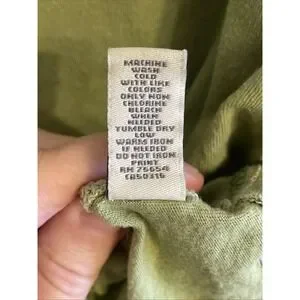 MACHINE
WASH
COLD
WITH LIKE
COLORS
ONLY NON
CHLORINE
BLEACH
WHEN
NEEDED
TUMBLE DRY
LOW
WARM IRON
IF NEEDED
DO NOT IRON
PRINT
RN 76654
CA50316